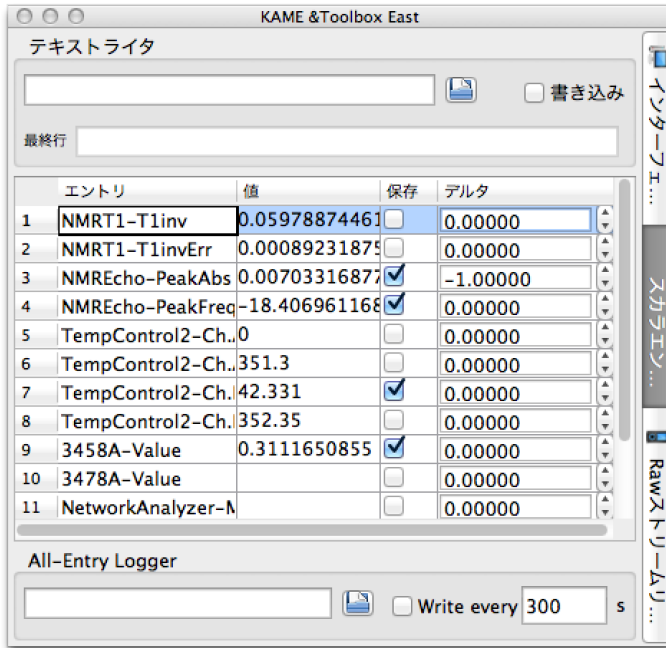 KAME &Toolbox East
テキストライタ
書き込み
最終行
エントリ 値 保存 デルタ
1 NMRT1-T1inv 0.05978874461 0.00000
2 NMRT1-T1invErr 0.00089231875 0.00000
3 NMREcho-PeakAbs 0.00703316877 -1.00000
4 NMREcho-PeakFreq -18.406961168 0.00000
5 TempControl2-Ch. 0 0.00000
6 TempControl2-Ch. 351.3 0.00000
7 TempControl2-Ch. 42.331 0.00000
8 TempControl2-Ch. 352.35 0.00000
9 3458A-Value 0.3111650855 0.00000
10 3478A-Value 0.00000
11 NetworkAnalyzer-M 0.00000
All-Entry Logger
Write every 300 s
インターフェ...
スカラエン...
Rawストリームリ...